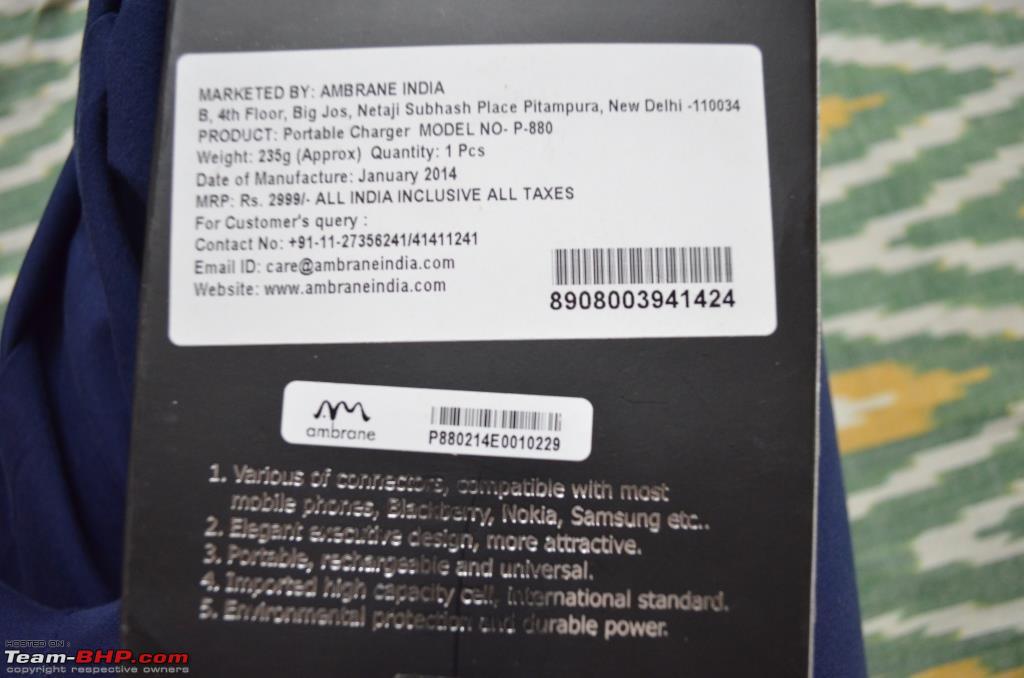 MARKETED BY: AMBRANE INDIA
B, 4th Floor, Big Jos, Netaji Subhash Place Pitampura, New Delhi -110034
PRODUCT: Portable Charger MODEL NO- P-880
Weight: 235g (Approx) Quantity: 1 Pcs
Date of Manufacture: January 2014
MRP: Rs. 2999/- ALL INDIA INCLUSIVE ALL TAXES
For Customer's query :
Contact No: +91-11-27356241/41411241
Email ID: care@ambraneindia.com
Website: www.ambraneindia.com
8908003941424
ambrane
P880214E0010229
1. Various of connectors, compatible with most
mobile phones, Blackberry, Nokia, Samsung etc..
2. Elegant executive design, more attractive.
3. Portable, rechargeable and universal.
4. Imported high capacity cell, international standard.
5. Environmental protection and durable power.
HOSTED ON :
Team-BHP.com
copyright respective owners